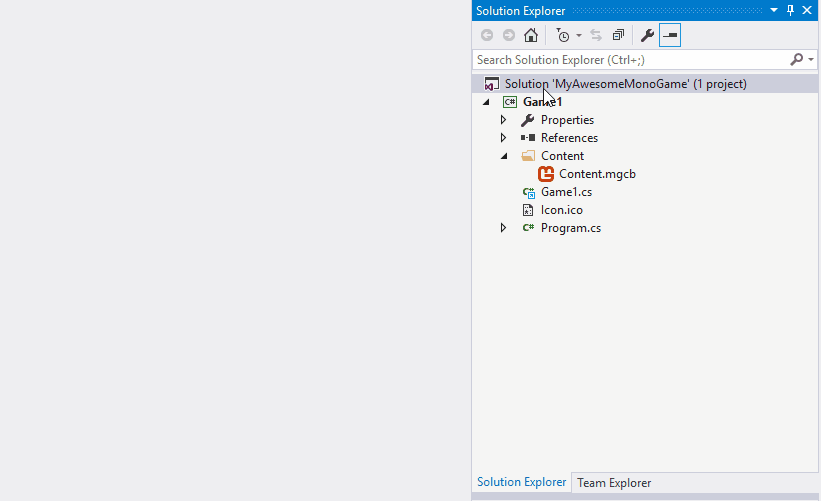 Solution Explorer
Search Solution Explorer (Ctrl+;)
Solution 'MyAwesomeMonoGame' (1 project)
C# Game1
Properties
References
Content
Content.mgcb
C# Game1.cs
Icon.ico
C# Program.cs
Solution Explorer Team Explorer